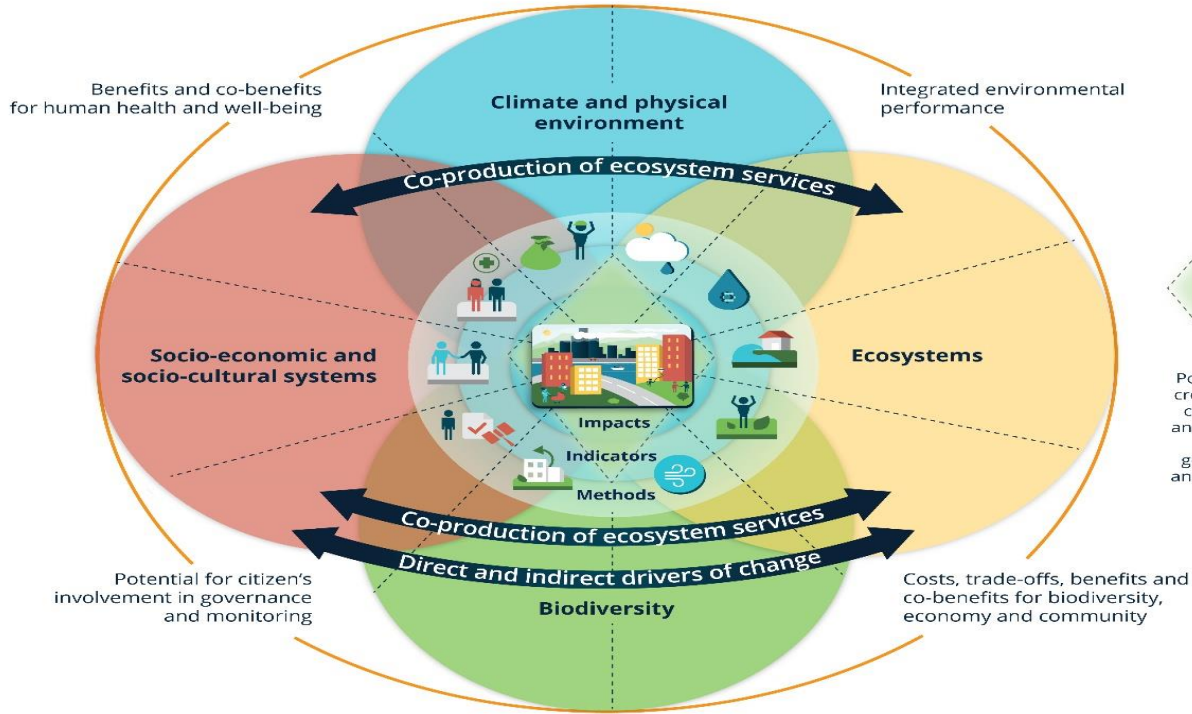 Benefits and co-benefits
for human health and well-being
Integrated environmental
performance
Climate and physical
environment
Co-production of ecosystem services
Socio-economic and
socio-cultural systems
Ecosystems
Impacts
Indicators
Methods
Co-production of ecosystem services
Direct and indirect drivers of change
Biodiversity
Potential for citizen's
involvement in governance
and monitoring
Costs, trade-offs, benefits and
co-benefits for biodiversity,
economy and community